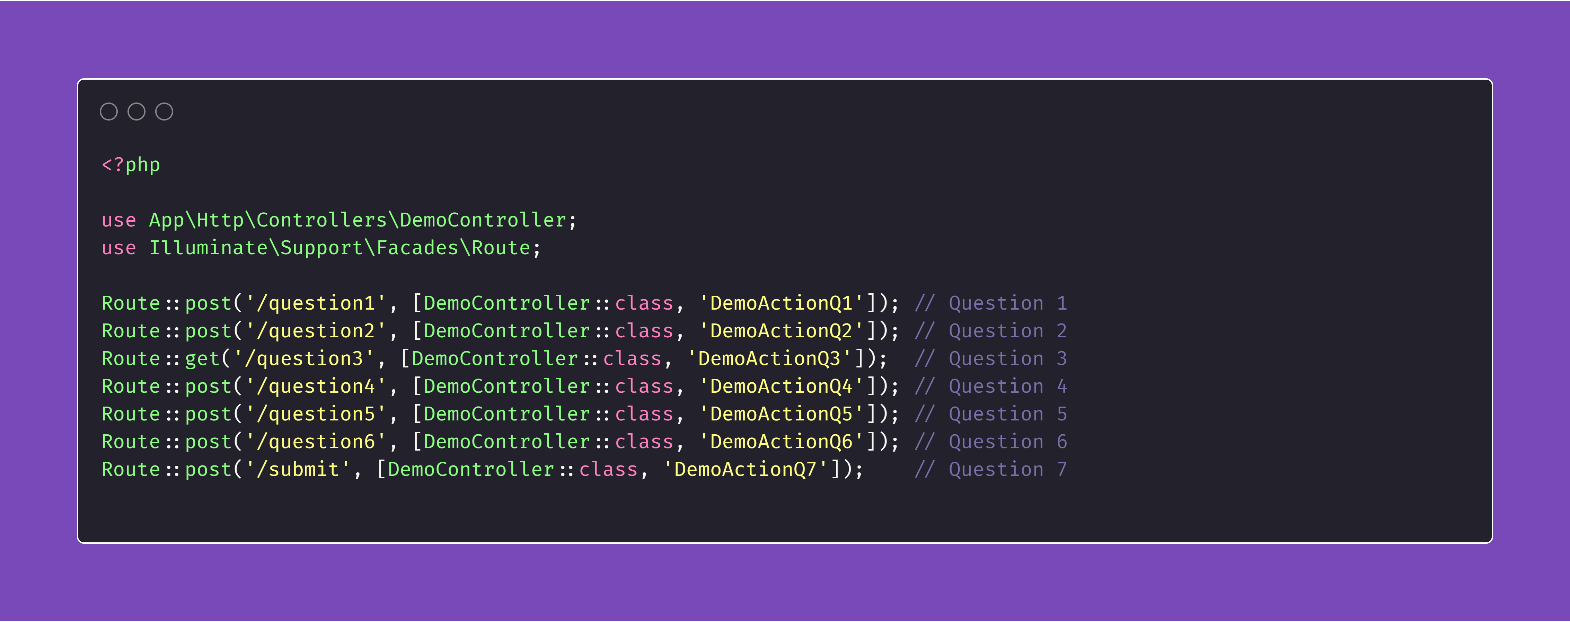 <?php
use App\Http\Controllers\DemoController;
use Illuminate\Support\Facades\Route;
Route::post('/question1', [DemoController::class, 'DemoActionQ1']); // Question 1
Route::post('/question2', [DemoController::class, 'DemoActionQ2']); // Question 2
Route::get('/question3', [DemoController::class, 'DemoActionQ3']);  // Question 3
Route::post('/question4', [DemoController::class, 'DemoActionQ4']); // Question 4
Route::post('/question5', [DemoController::class, 'DemoActionQ5']); // Question 5
Route::post('/question6', [DemoController::class, 'DemoActionQ6']); // Question 6
Route::post('/submit', [DemoController::class, 'DemoActionQ7']);    // Question 7